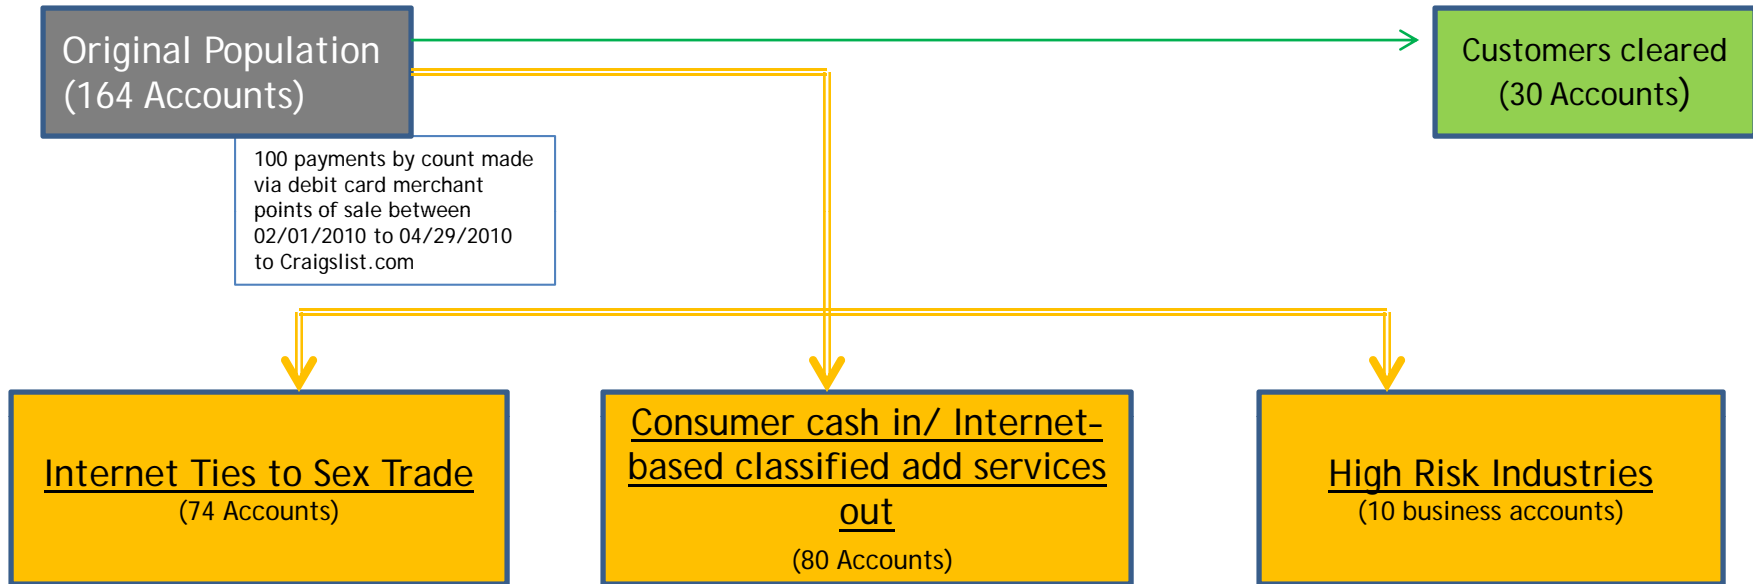 Original Population
(164 Accounts)
Customers cleared
(30 Accounts)
100 payments by count made
via debit card merchant
points of sale between
02/01/2010 to 04/29/2010
to Craigslist.com
Internet Ties to Sex Trade
(74 Accounts)
Consumer cash in/ Internet-
based classified add services
out
(80 Accounts)
High Risk Industries
(10 business accounts)